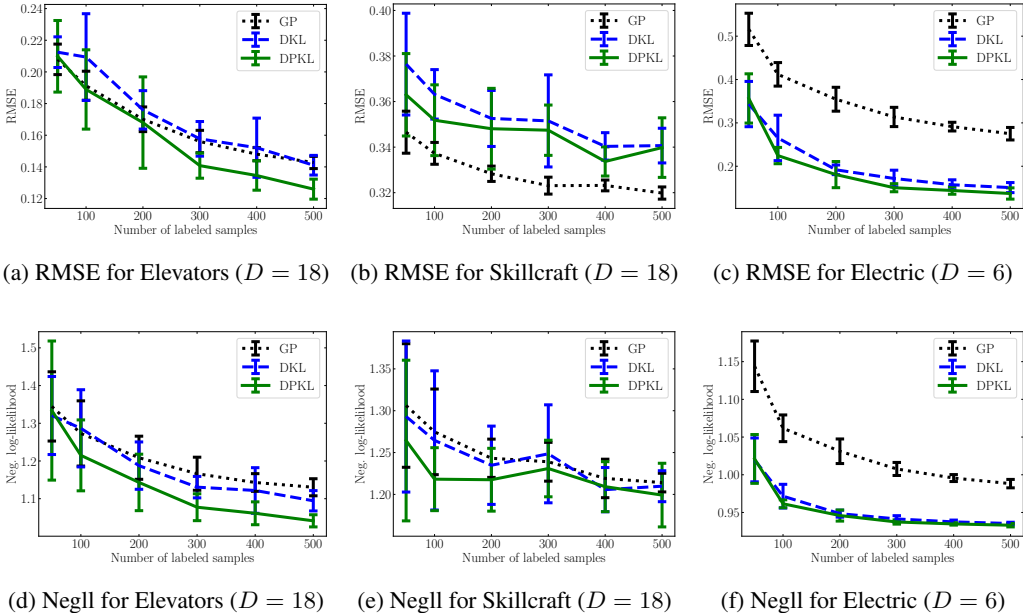 0.24
0.22
0.20
0.18
0.16
0.14
0.12
RMSE
GP
DKL
DPKL
100 200 300 400 500
Number of labeled samples
(a) RMSE for Elevators (D = 18)
0.40
0.38
0.36
0.34
0.32
RMSE
GP
DKL
DPKL
100 200 300 400 500
Number of labeled samples
(b) RMSE for Skillcraft (D = 18)
0.5
0.4
0.3
0.2
RMSE
GP
DKL
DPKL
100 200 300 400 500
Number of labeled samples
(c) RMSE for Electric (D = 6)
1.5
1.4
1.3
1.2
1.1
Neg. log-likelihood
GP
DKL
DPKL
100 200 300 400 500
Number of labeled samples
(d) Negll for Elevators (D = 18)
1.35
1.30
1.25
1.20
Neg. log-likelihood
GP
DKL
DPKL
100 200 300 400 500
Number of labeled samples
(e) Negll for Skillcraft (D = 18)
1.15
1.10
1.05
1.00
0.95
Neg. log-likelihood
GP
DKL
DPKL
100 200 300 400 500
Number of labeled samples
(f) Negll for Electric (D = 6)